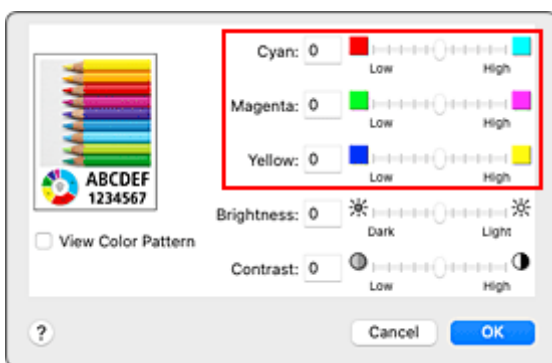 Cyan: 0
Low High
Magenta: 0
Low High
Yellow: 0
Low High
ABCDEF
1234567
Brightness: 0
Dark Light
View Color Pattern
Contrast: 0
Low High
? Cancel OK